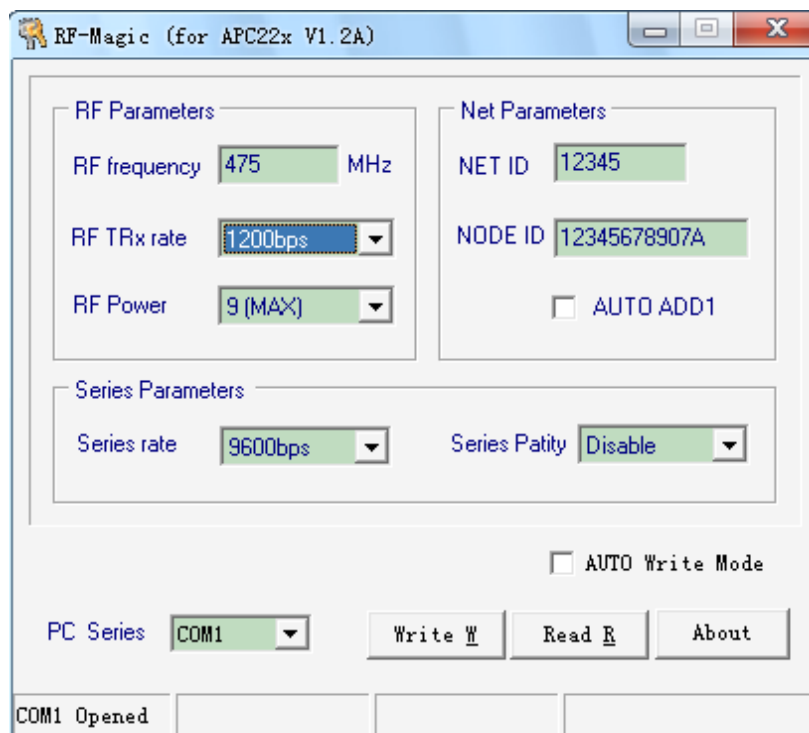 RF-Magic (for APC22x V1.2A)
RF Parameters
RF frequency 475 MHz
RF TRx rate 1200bps
RF Power 9 (MAX)
Net Parameters
NET ID 12345
NODE ID 12345678907A
AUTO ADD1
Series Parameters
Series rate 9600bps Series Patity Disable
AUTO Write Mode
PC Series COM1 Write W Read R About
COM1 Opened